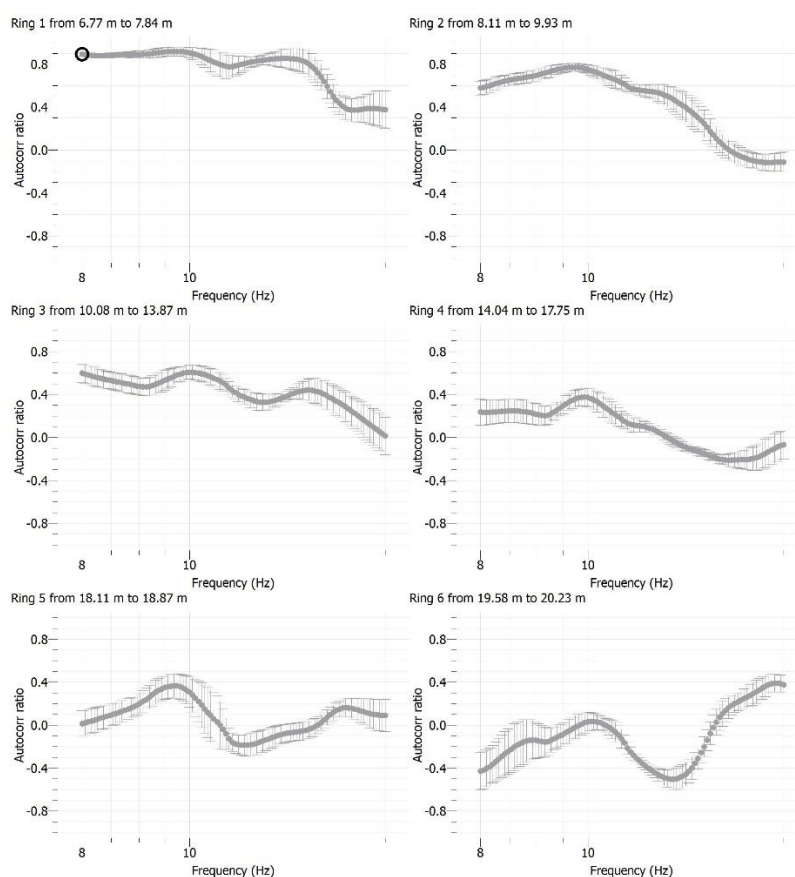 Ring 1 from 6.77 m to 7.84 m
Autocorr ratio
0.8
0.4
0.0
-0.4
-0.8
8
10
Frequency (Hz)
Ring 2 from 8.11 m to 9.93 m
Autocorr ratio
0.8
0.4
0.0
-0.4
-0.8
8
10
Frequency (Hz)
Ring 3 from 10.08 m to 13.87 m
Autocorr ratio
0.8
0.4
0.0
-0.4
-0.8
8
10
Frequency (Hz)
Ring 4 from 14.04 m to 17.75 m
Autocorr ratio
0.8
0.4
0.0
-0.4
-0.8
8
10
Frequency (Hz)
Ring 5 from 18.11 m to 18.87 m
Autocorr ratio
0.8
0.4
0.0
-0.4
-0.8
8
10
Frequency (Hz)
Ring 6 from 19.58 m to 20.23 m
Autocorr ratio
0.8
0.4
0.0
-0.4
-0.8
8
10
Frequency (Hz)